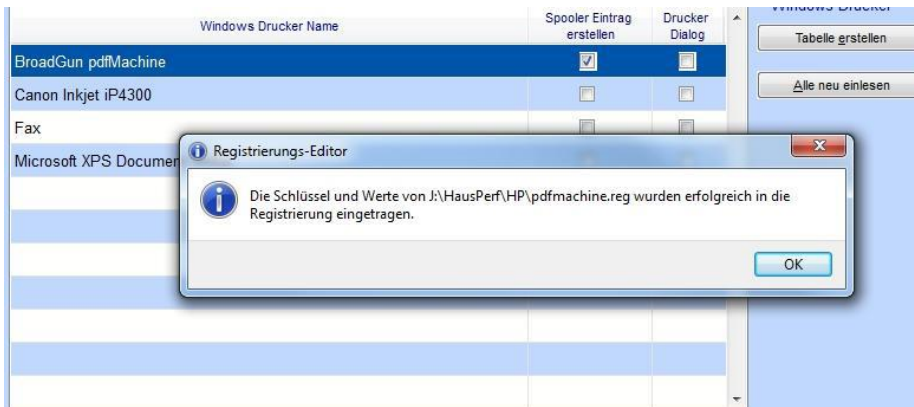 Windows Drucker
Windows Drucker Name
Spooler Eintrag
erstellen
Drucker
Dialog
Tabelle erstellen
BroadGun pdfMachine
Alle neu einlesen
Canon Inkjet iP4300
Fax
Microsoft XPS Documen
Registrierungs-Editor
Die Schlüssel und Werte von J:\HausPerf\HP\pdfmachine.reg wurden erfolgreich in die
Registrierung eingetragen.
OK